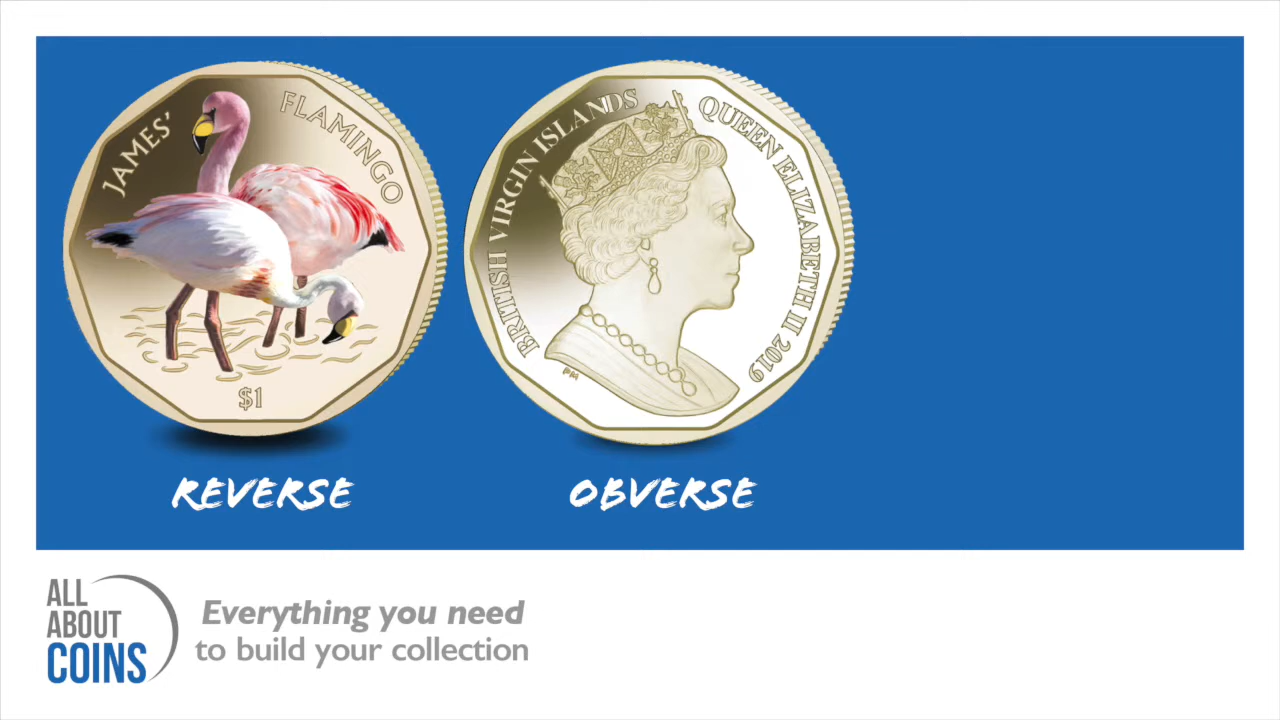 JAMES' FLAMINGO
$1
BRITISH VIRGIN ISLANDS QUEEN ELIZABETH II 2019
PM
REVERSE
OBVERSE
ALL
ABOUT
COINS
Everything you need
to build your collection